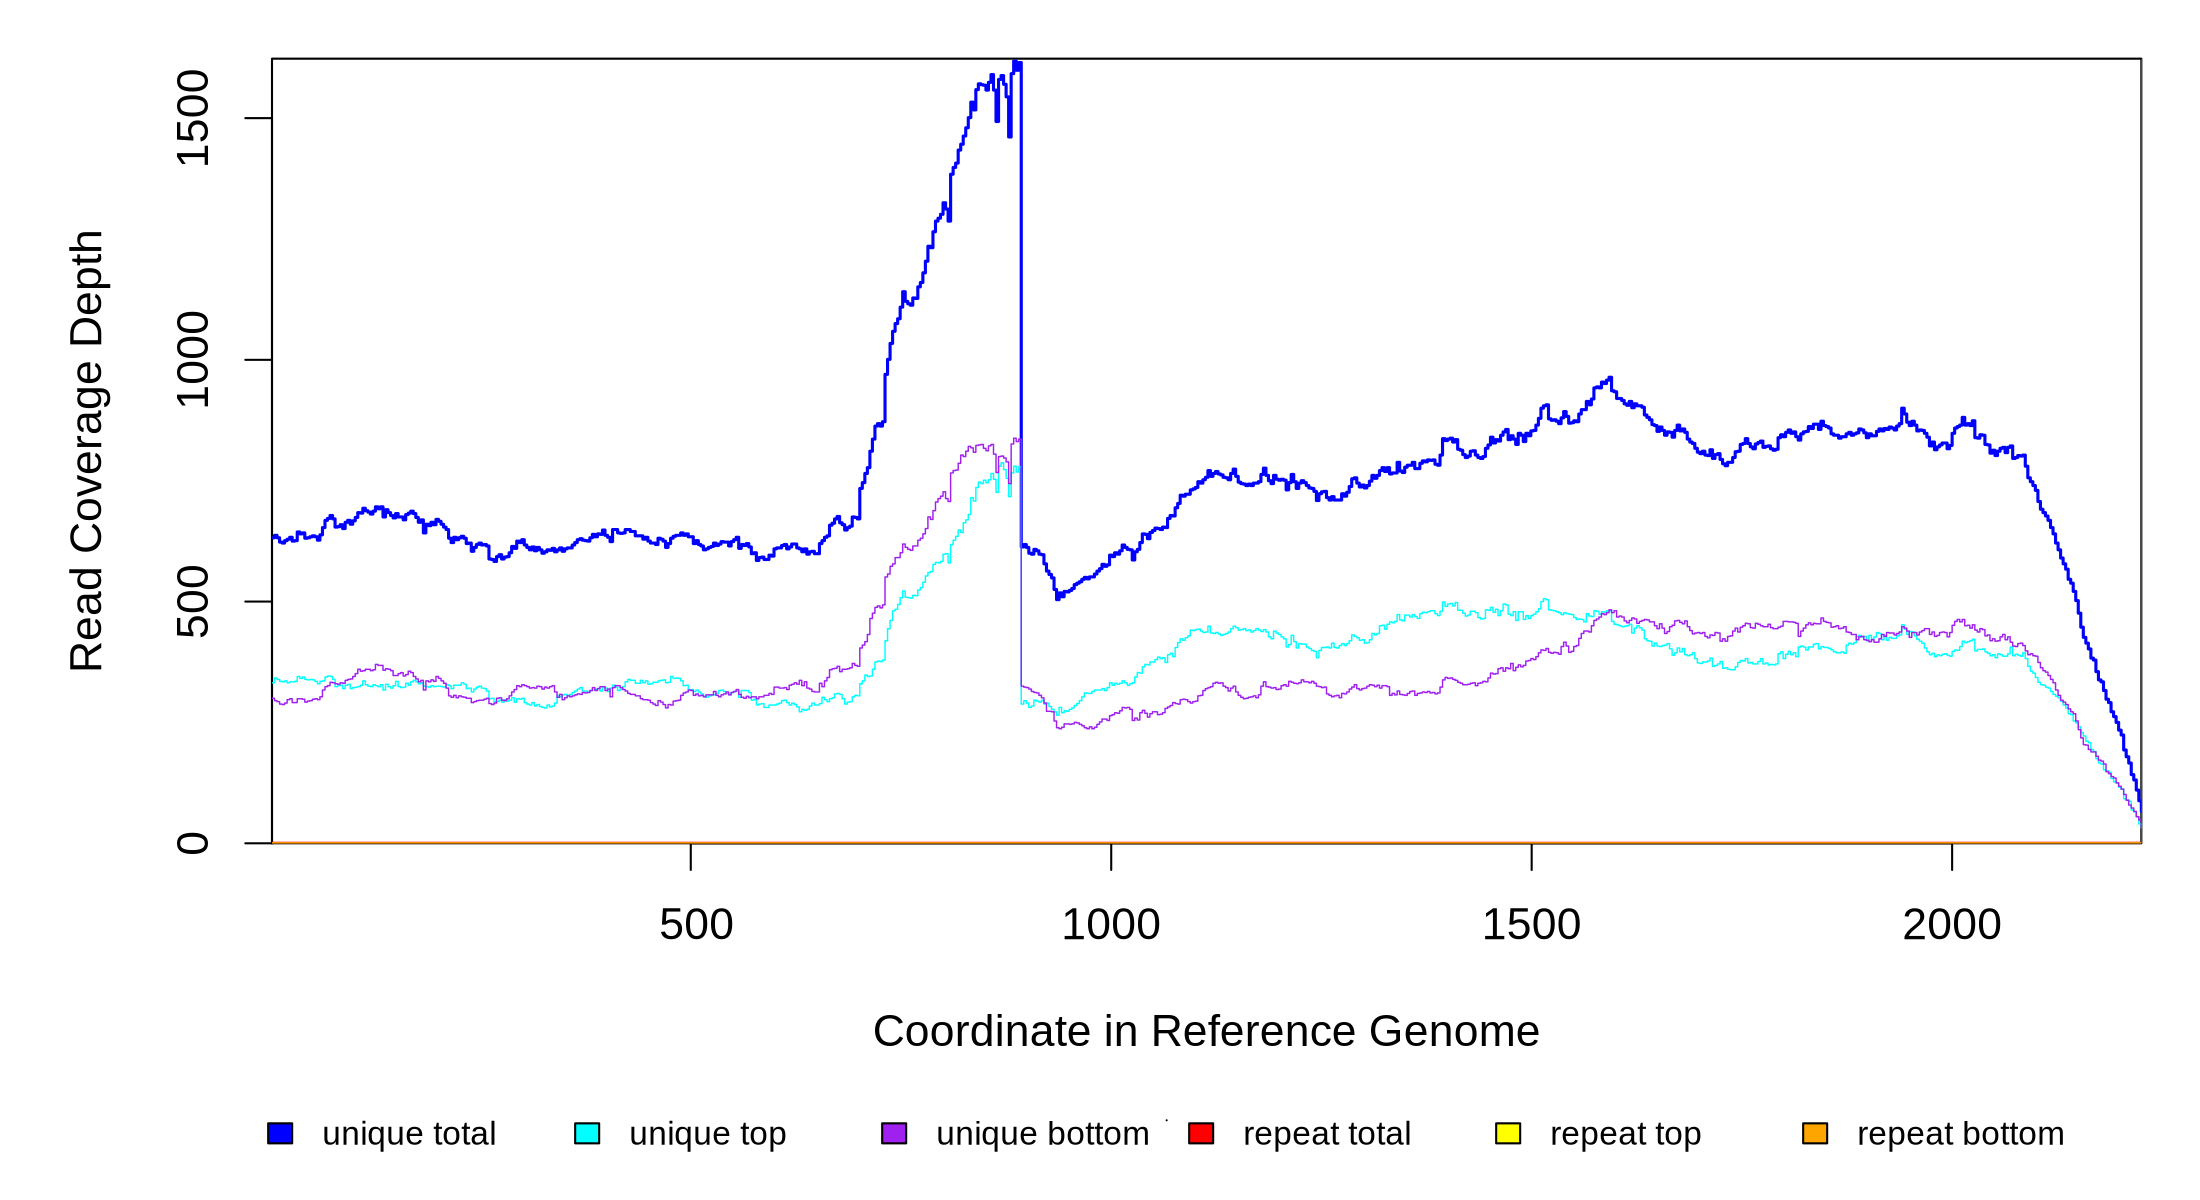 Read Coverage Depth
1500
1000
500
0
500 1000 1500 2000
Coordinate in Reference Genome
unique total unique top unique bottom repeat total repeat top repeat bottom